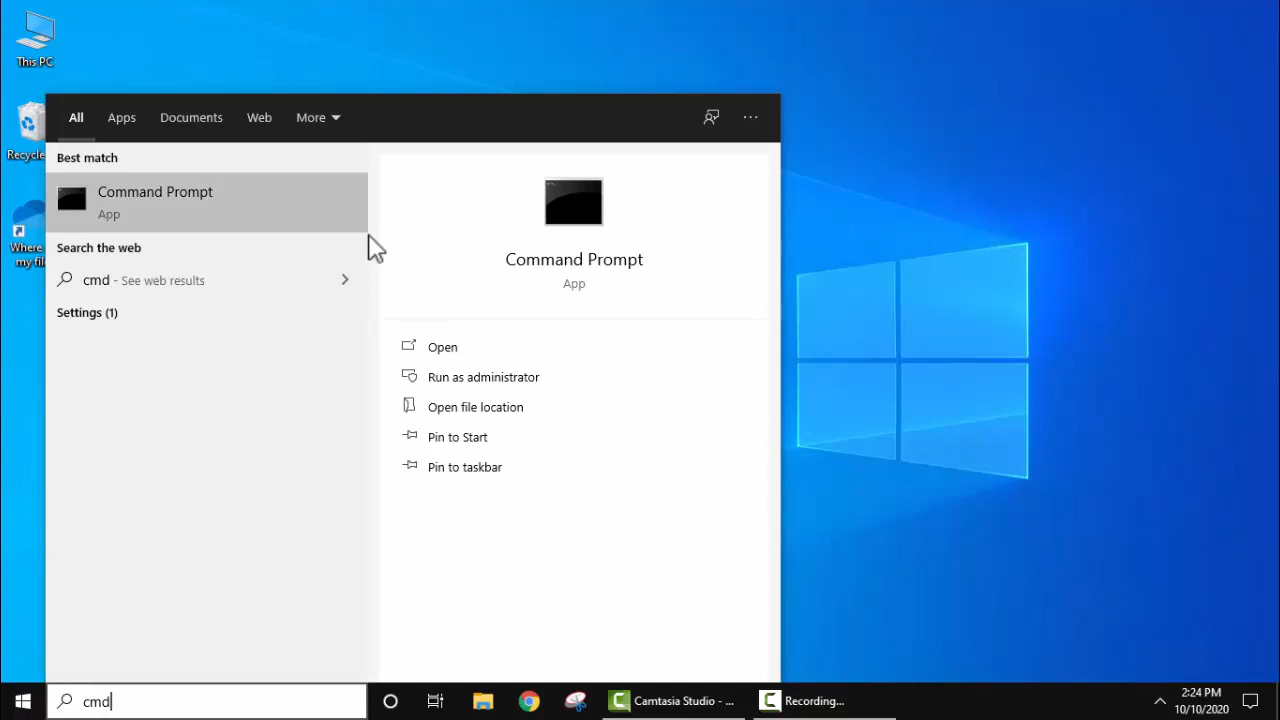 This PC
Recycle
Where
my file
All
Apps
Documents
Web
More
Best match
Command Prompt
App
Search the web
cmd - See web results
Settings (1)
Command Prompt
App
Open
Run as administrator
Open file location
Pin to Start
Pin to taskbar
cmd
Camtasia Studio - ...
Recording...
2:24 PM
10/10/2020